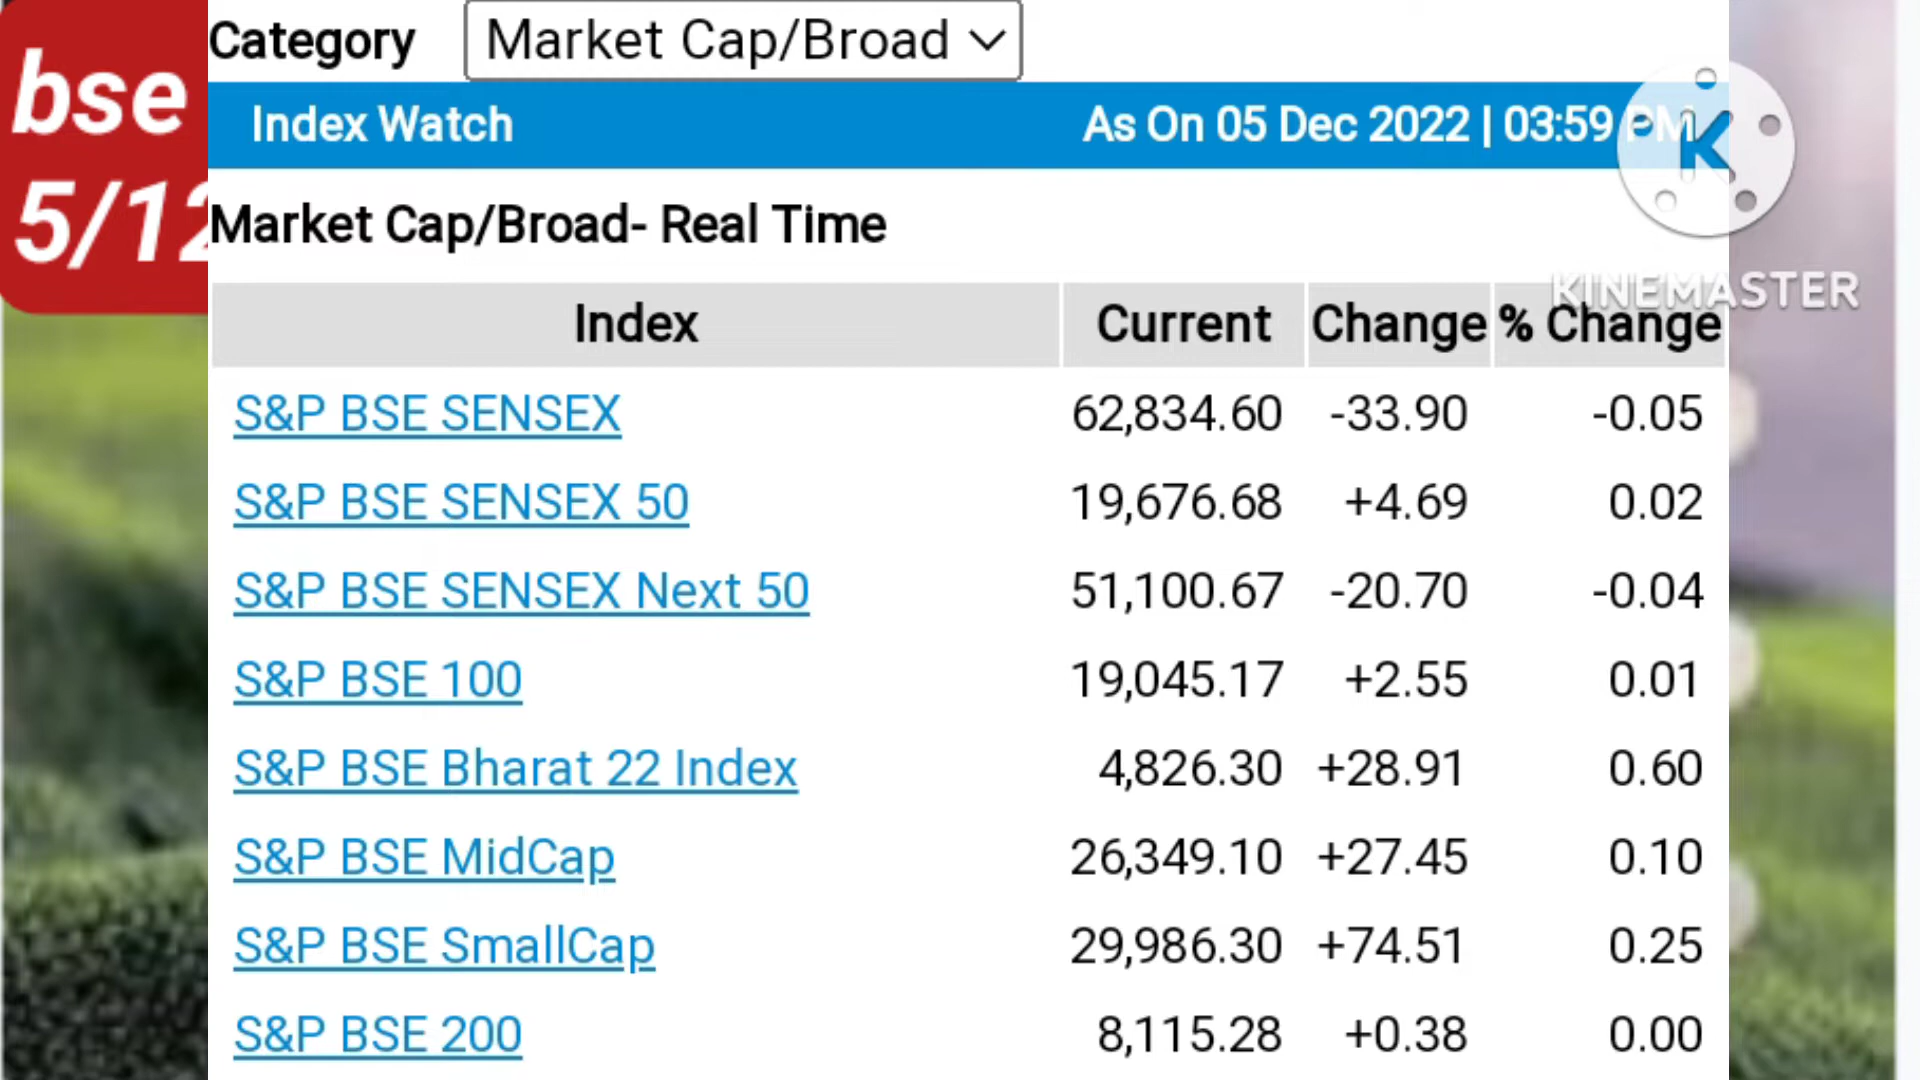 bse
5/12
Category Market Cap/Broad
Index Watch As On 05 Dec 2022 | 03:59 PM
KINEMASTER
Market Cap/Broad- Real Time
Index Current Change % Change
S&P BSE SENSEX 62,834.60 -33.90 -0.05
S&P BSE SENSEX 50 19,676.68 +4.69 0.02
S&P BSE SENSEX Next 50 51,100.67 -20.70 -0.04
S&P BSE 100 19,045.17 +2.55 0.01
S&P BSE Bharat 22 Index 4,826.30 +28.91 0.60
S&P BSE MidCap 26,349.10 +27.45 0.10
S&P BSE SmallCap 29,986.30 +74.51 0.25
S&P BSE 200 8,115.28 +0.38 0.00